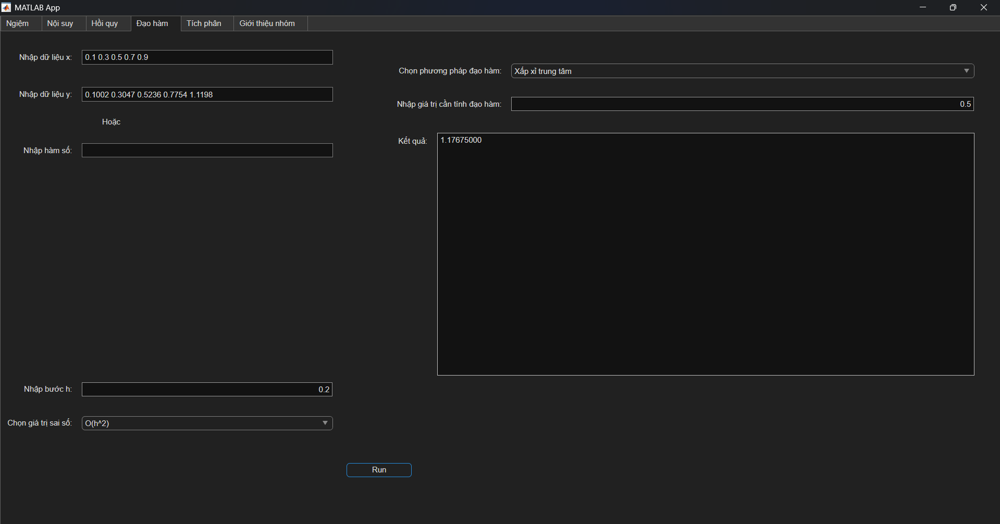 MATLAB App
Ngiệm
Nội suy
Hồi quy
Đạo hàm
Tích phân
Giới thiệu nhóm
Nhập dữ liệu x:
0.1 0.3 0.5 0.7 0.9
Nhập dữ liệu y:
0.1002 0.3047 0.5236 0.7754 1.1198
Hoặc
Nhập hàm số:
Nhập bước h:
0.2
Chọn giá trị sai số:
O(h^2)
Chọn phương pháp đạo hàm:
Xấp xỉ trung tâm
Nhập giá trị cần tính đạo hàm:
0.5
Kết quả:
1.17675000
Run